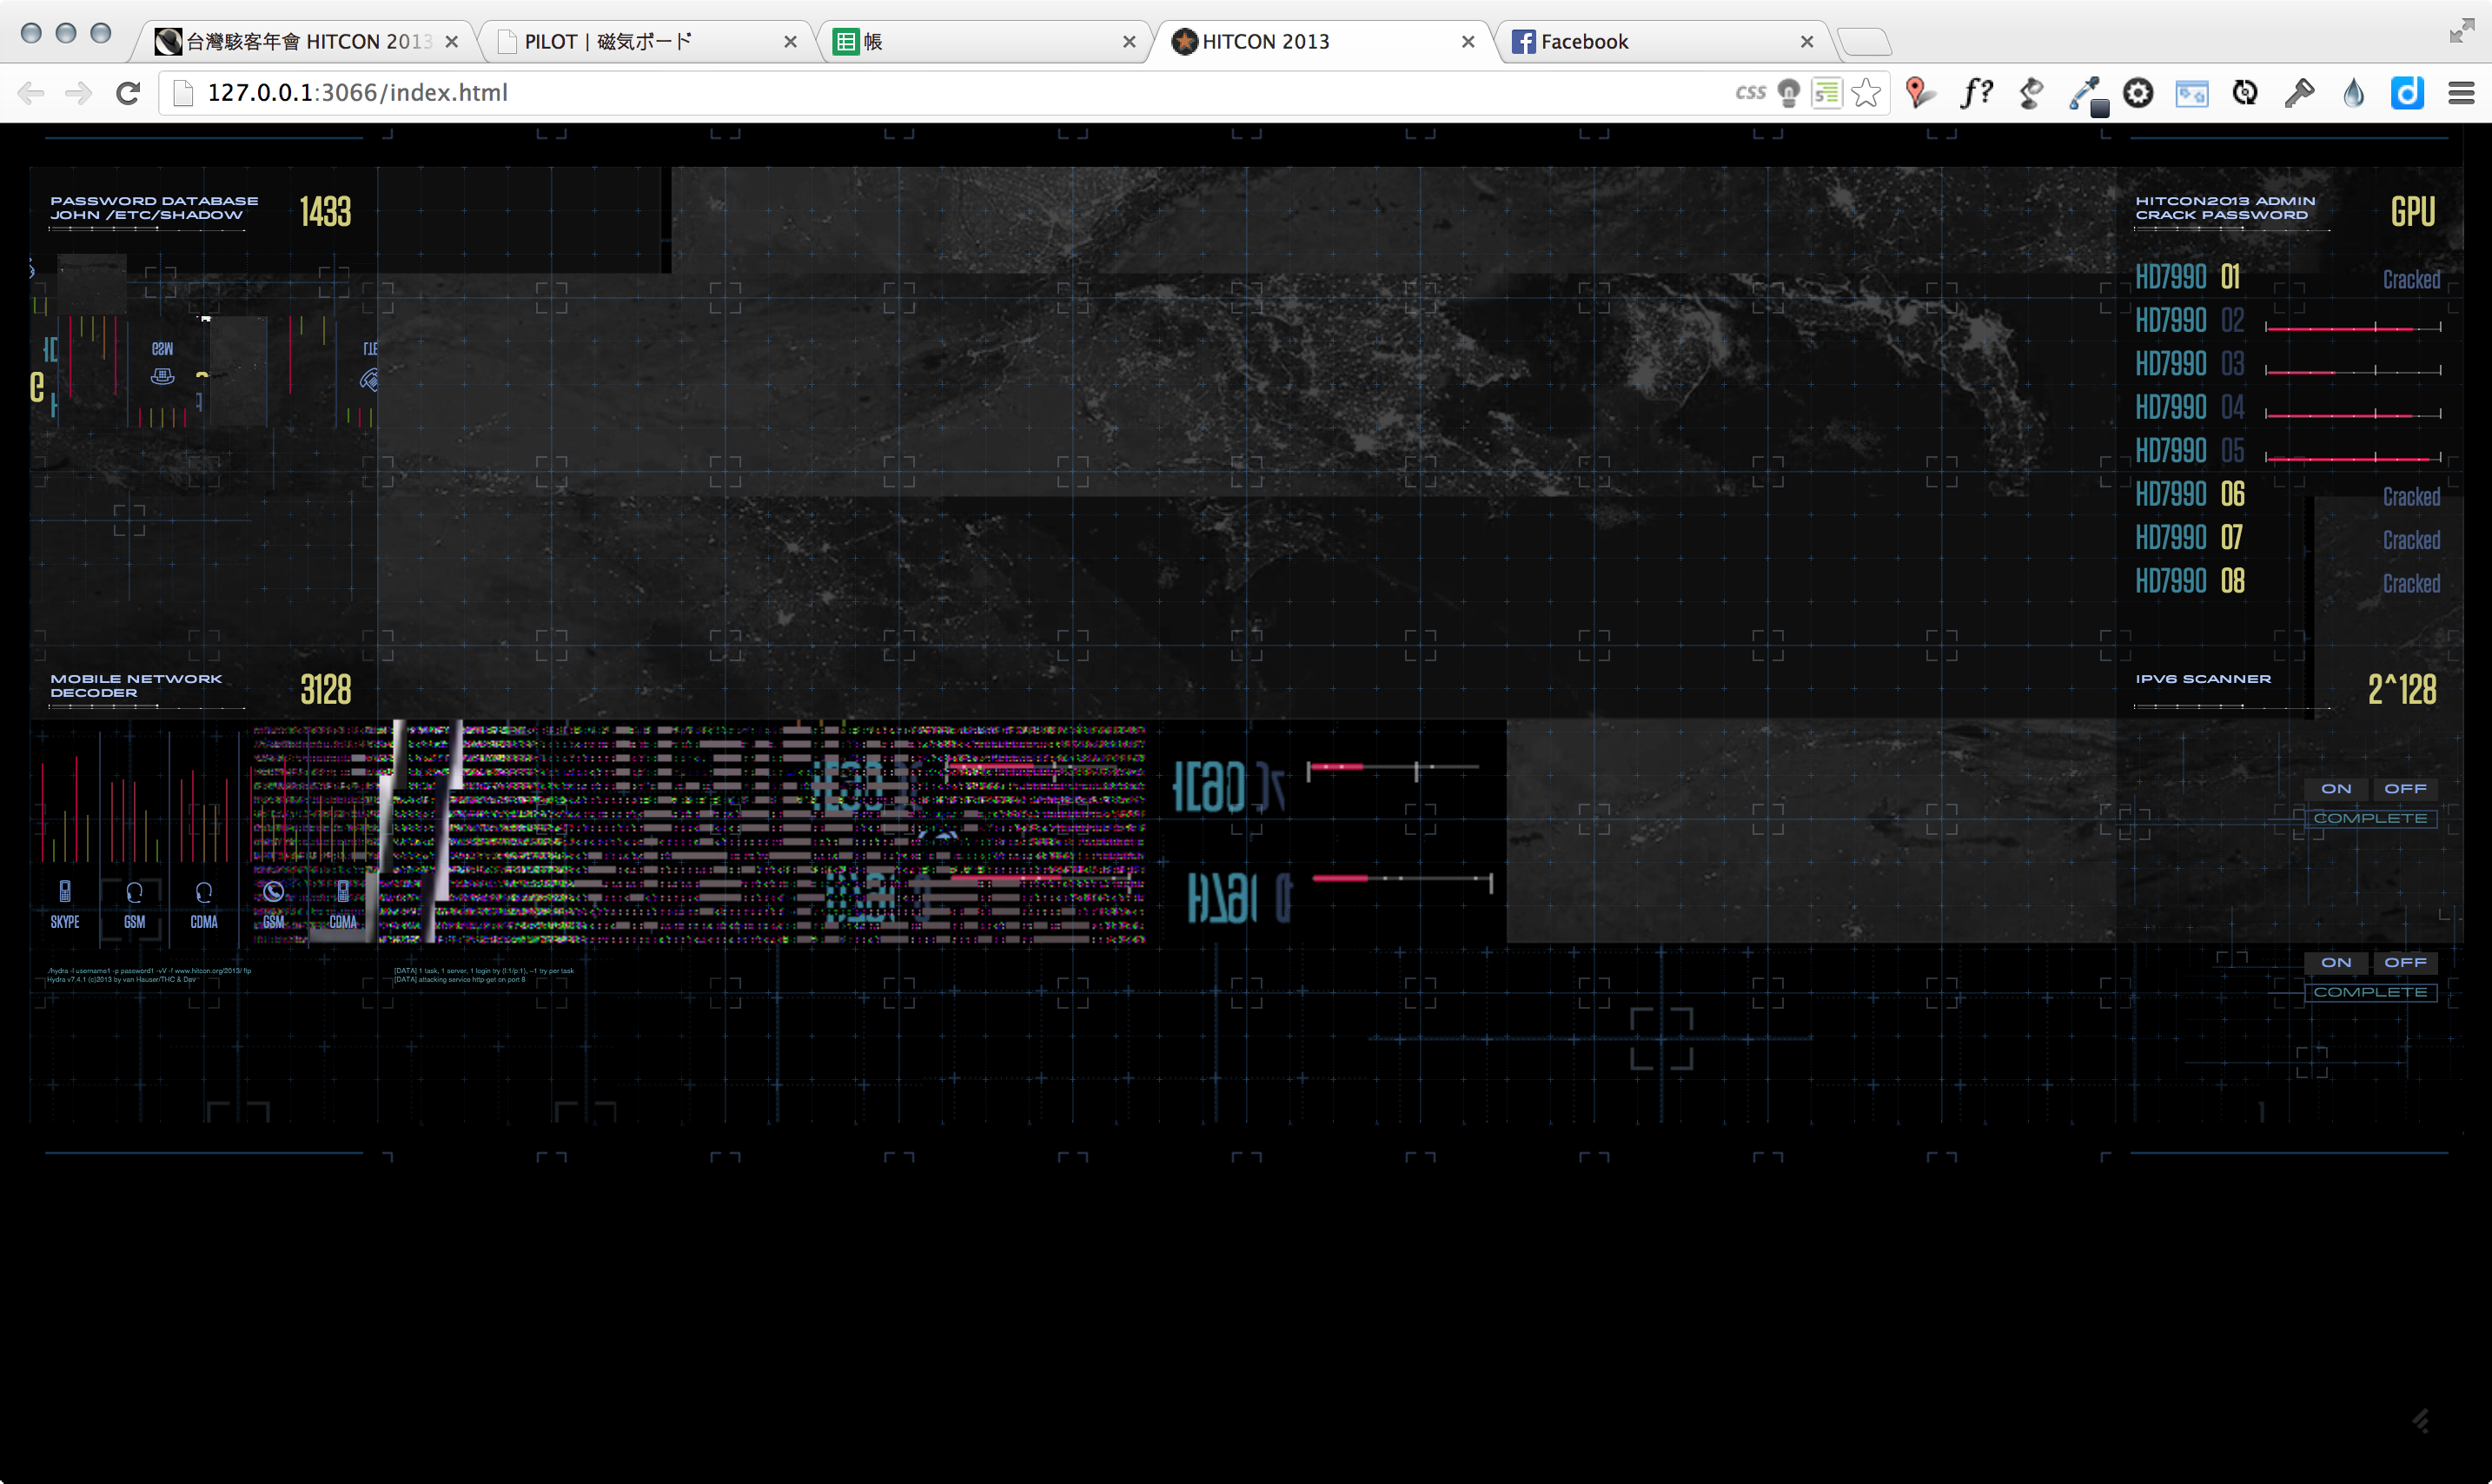 台灣駭客年會 HITCON 2013
PILOT | 磁気ボード
帳
HITCON 2013
Facebook
127.0.0.1:3066/index.html
css
f?
PASSWORD DATABASE
JOHN /ETC/SHADOW
1433
HITCON2013 ADMIN
CRACK PASSWORD
GPU
HD7990 01 Cracked
HD7990 02
HD7990 03
HD7990 04
HD7990 05
HD7990 06 Cracked
HD7990 07 Cracked
HD7990 08 Cracked
MOBILE NETWORK
DECODER
3128
IPV6 SCANNER
2^128
ON OFF
COMPLETE
SKYPE GSM CDMA GSM CDMA
./hydra -l username1 -p password1 -vV -f www.hitcon.org/2013/ ftp
Hydra v7.4.1 (c)2013 by van Hauser/THC & Dev
[DATA] 1 task, 1 server, 1 login try (l:1/p:1), ~1 try per task
[DATA] attacking service http-get on port 8
ON OFF
COMPLETE